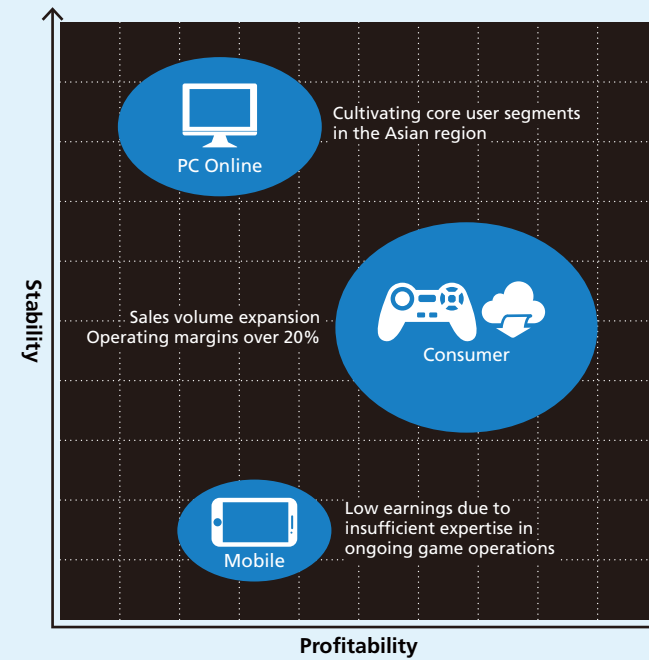 Cultivating core user segments
in the Asian region
PC Online
Stability
Sales volume expansion
Operating margins over 20%
Consumer
Low earnings due to
insufficient expertise in
ongoing game operations
Mobile
Profitability